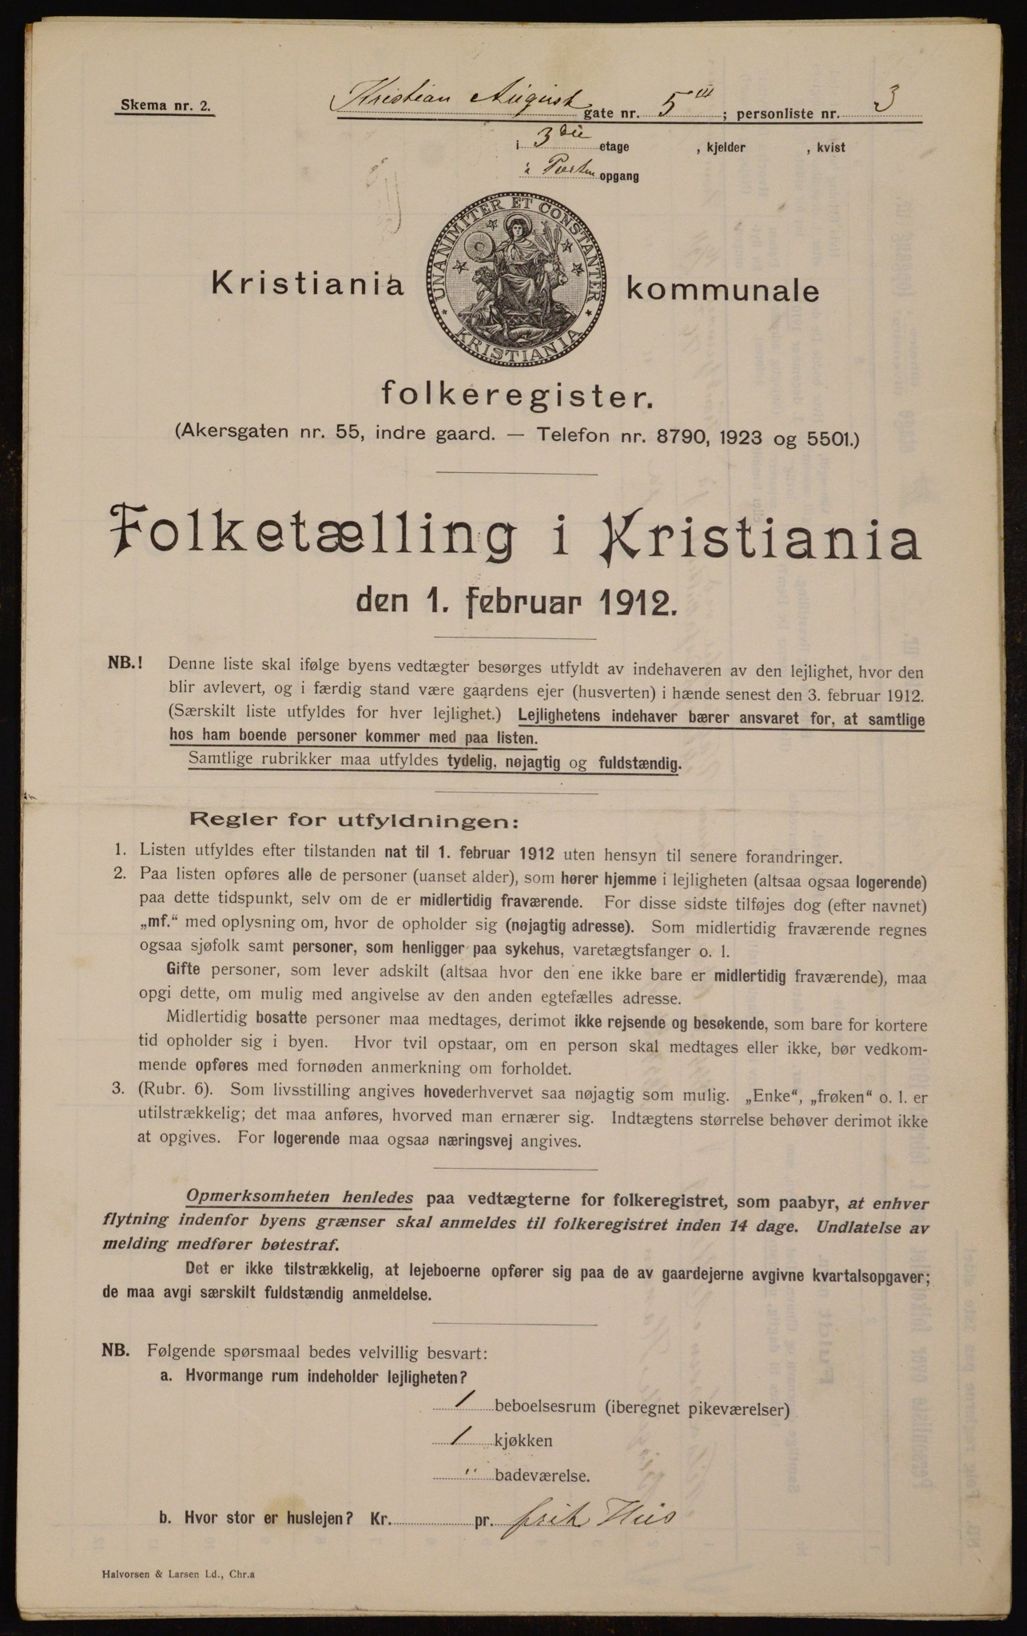 Skema nr. 2.
Kristian August gate nr. 5 III ; personliste nr. 3
i 3die etage , kjelder , kvist
opgang
UNANIMITER ET CONSTANTER
KRISTIANIA
Kristiania kommunale
folkeregister.
(Akersgaten nr. 55, indre gaard. — Telefon nr. 8790, 1923 og 5501.)
Folketælling i Kristiania
den 1. februar 1912.
NB.! Denne liste skal ifølge byens vedtægter besørges utfyldt av indehaveren av den lejlighet, hvor den
blir avlevert, og i færdig stand være gaardens ejer (husverten) i hænde senest den 3. februar 1912.
(Særskilt liste utfyldes for hver lejlighet.) Lejlighetens indehaver bærer ansvaret for, at samtlige
hos ham boende personer kommer med paa listen.
Samtlige rubrikker maa utfyldes tydelig, nøjagtig og fuldstændig.
Regler for utfyldningen:
1. Listen utfyldes efter tilstanden nat til 1. februar 1912 uten hensyn til senere forandringer.
2. Paa listen opføres alle de personer (uanset alder), som hører hjemme i lejligheten (altsaa ogsaa logerende)
paa dette tidspunkt, selv om de er midlertidig fraværende. For disse sidste tilføjes dog (efter navnet)
„mf.“ med oplysning om, hvor de opholder sig (nøjagtig adresse). Som midlertidig fraværende regnes
ogsaa sjøfolk samt personer, som henligger paa sykehus, varetægtsfanger o. l.
Gifte personer, som lever adskilt (altsaa hvor den ene ikke bare er midlertidig fraværende), maa
opgi dette, om mulig med angivelse av den anden egtefælles adresse.
Midlertidig bosatte personer maa medtages, derimot ikke rejsende og besøkende, som bare for kortere
tid opholder sig i byen. Hvor tvil opstaar, om en person skal medtages eller ikke, bør vedkom-
mende opføres med fornøden anmerkning om forholdet.
3. (Rubr. 6). Som livsstilling angives hovederhvervet saa nøjagtig som mulig. „Enke“, „frøken“ o. l. er
utilstrækkelig; det maa anføres, hvorved man ernærer sig. Indtægtens størrelse behøver derimot ikke
at opgives. For logerende maa ogsaa næringsvej angives.
Opmerksomheten henledes paa vedtægterne for folkeregistret, som paabyr, at enhver
flytning indenfor byens grænser skal anmeldes til folkeregistret inden 14 dage. Undlatelse av
melding medfører bøtestraf.
Det er ikke tilstrækkelig, at lejeboerne opfører sig paa de av gaardejerne avgivne kvartalsopgaver;
de maa avgi særskilt fuldstændig anmeldelse.
NB. Følgende spørsmaal bedes velvillig besvart:
a. Hvormange rum indeholder lejligheten?
1 beboelsesrum (iberegnet pikeværelser)
1 kjøkken
" badeværelse.
b. Hvor stor er huslejen? Kr. pr. frit Hus
Halvorsen & Larsen Ld., Chr.a